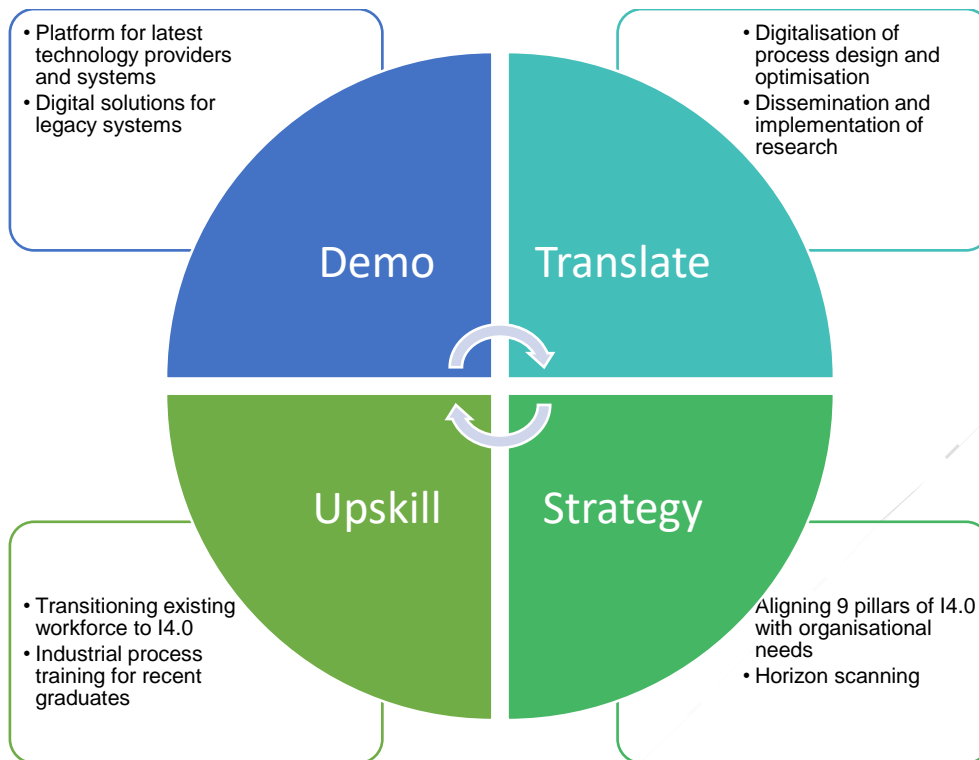 • Platform for latest
technology providers
and systems
• Digital solutions for
legacy systems
• Digitalisation of
process design and
optimisation
• Dissemination and
implementation of
research
Demo
Translate
Upskill
Strategy
• Transitioning existing
workforce to I4.0
• Industrial process
training for recent
graduates
Aligning 9 pillars of I4.0
with organisational
needs
• Horizon scanning